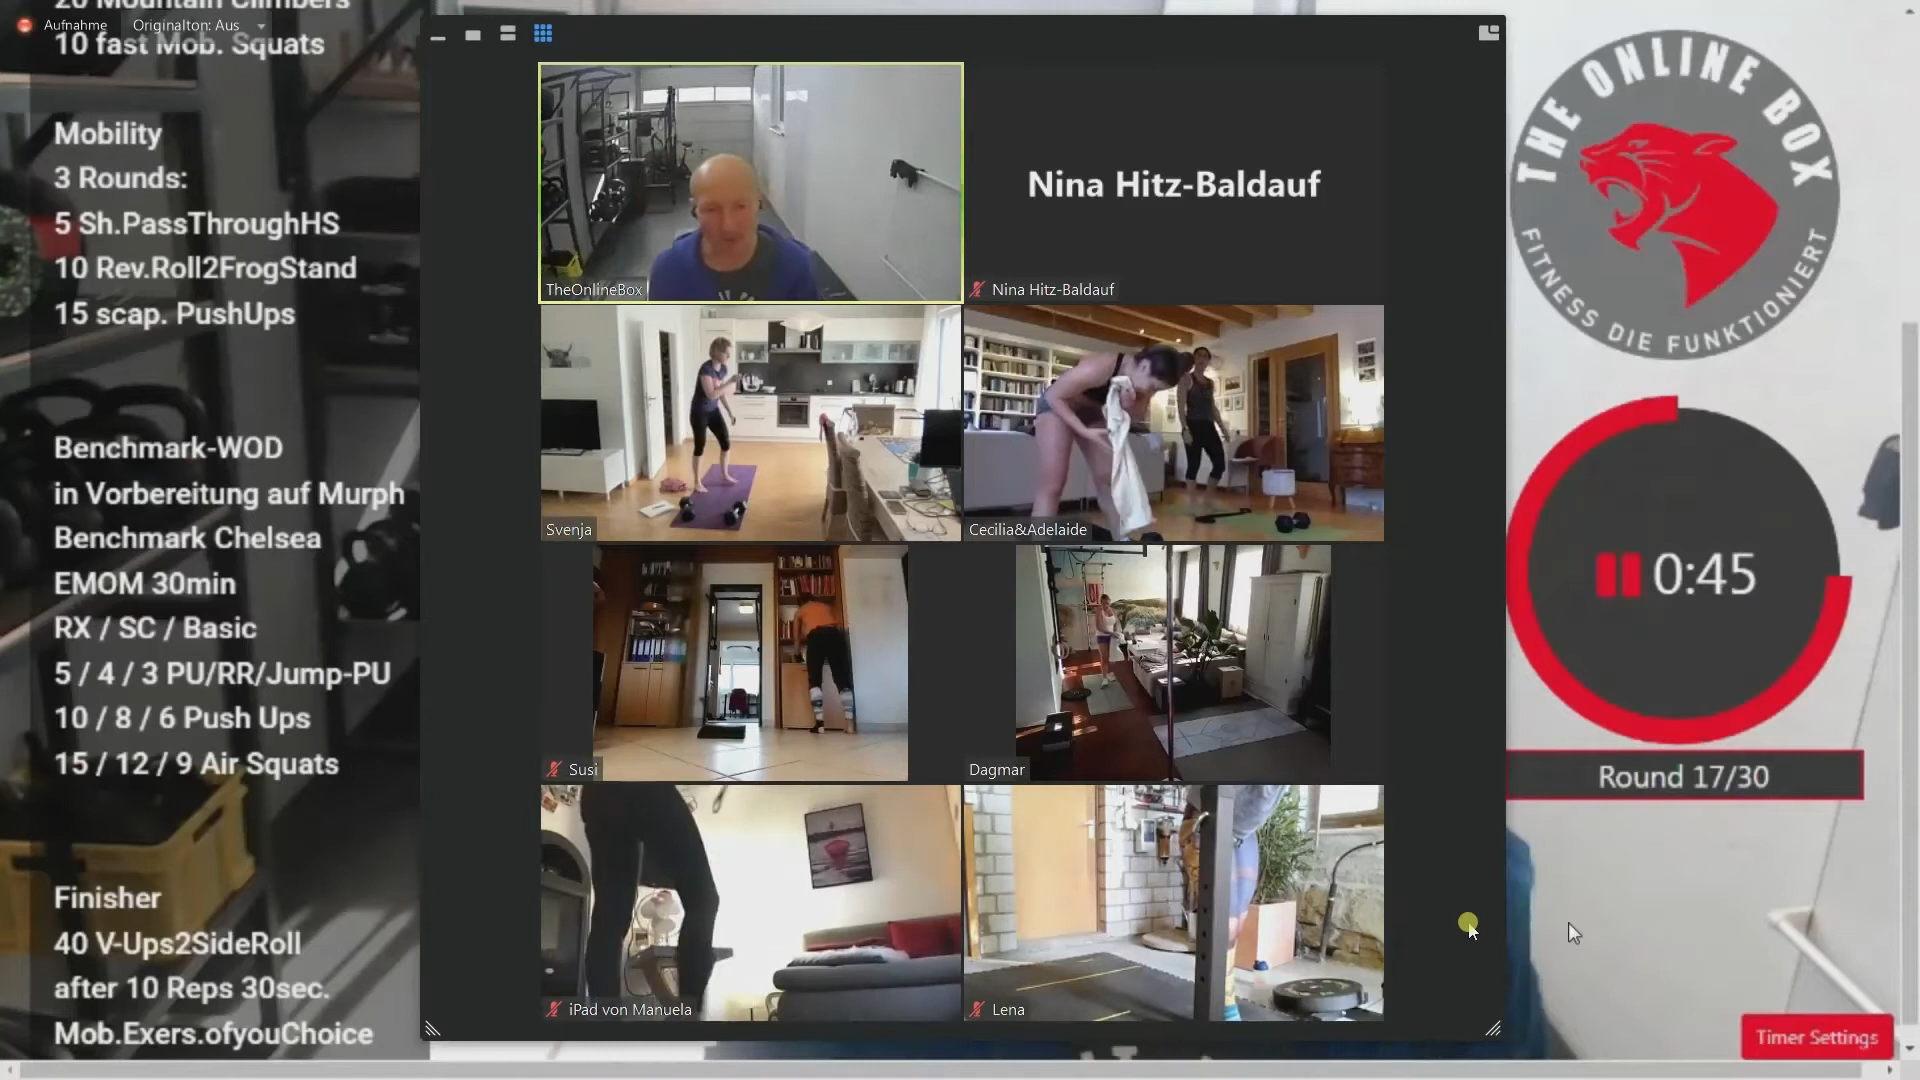 20 Mountain Climbers
Aufnahme
Originalton: Aus
10 fast Mob. Squats
Mobility
3 Rounds:
5 Sh.PassThroughHS
10 Rev.Roll2FrogStand
15 scap. PushUps
Benchmark-WOD
in Vorbereitung auf Murph
Benchmark Chelsea
EMOM 30min
RX / SC / Basic
5 / 4 / 3 PU/RR/Jump-PU
10 / 8 / 6 Push Ups
15 / 12 / 9 Air Squats
Finisher
40 V-Ups2SideRoll
after 10 Reps 30sec.
Mob.Exers.ofyouChoice
TheOnlineBox
Nina Hitz-Baldauf
Nina Hitz-Baldauf
Svenja
Cecilia&Adelaide
Susi
Dagmar
iPad von Manuela
Lena
THE ONLINE BOX
FITNESS DIE FUNKTIONIERT
0:45
Round 17/30
Timer Settings